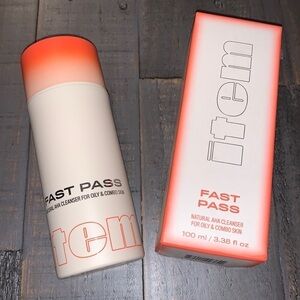 FAST PASS
NATURAL AHA CLEANSER
FOR OILY & COMBO SKIN
item
item
FAST
PASS
NATURAL AHA CLEANSER
FOR OILY & COMBO SKIN
100 ml / 3.38 fl oz